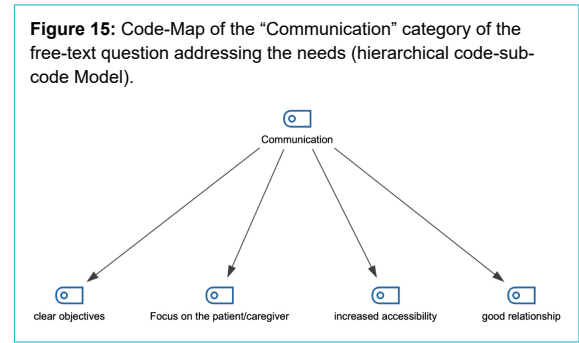 Figure 15: Code-Map of the “Communication” category of the
free-text question addressing the needs (hierarchical code-sub-
code Model).
Communication
clear objectives
Focus on the patient/caregiver
increased accessibility
good relationship